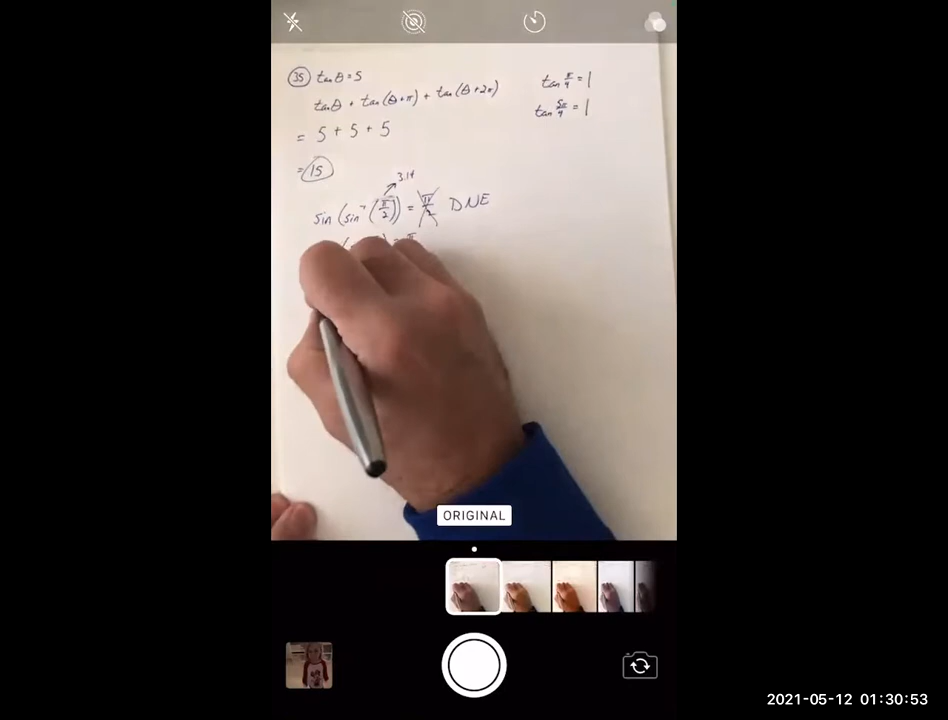 35 tan θ = 5
tan θ + tan(θ+π) + tan(θ+2π)
= 5 + 5 + 5
= 15
tan π/4 = 1
tan 5π/4 = 1
3.14
sin(sin⁻¹(π/2)) = π/2 DNE
ORIGINAL
2021-05-12 01:30:53